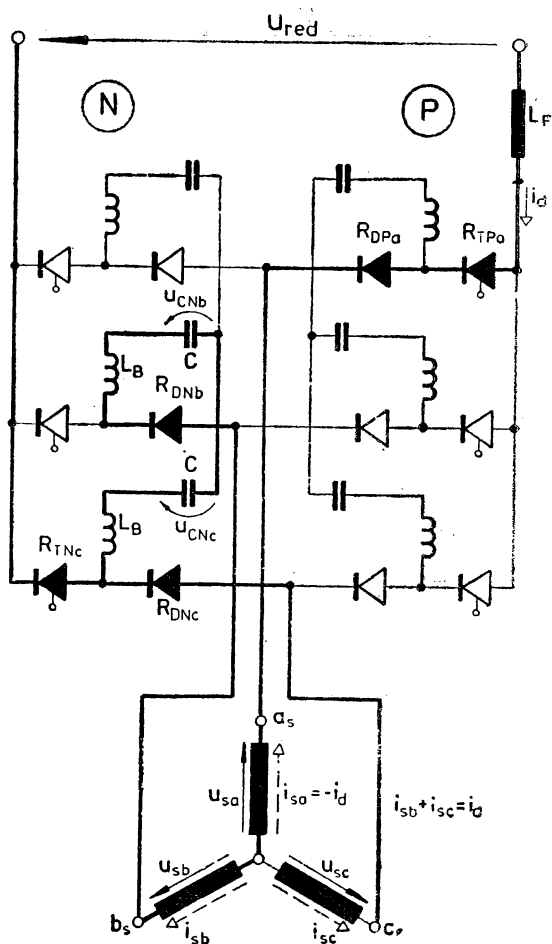 u_red
N
P
L_F
i_d
R_DPa
R_TPa
u_CNb
C
L_B
R_DNb
C
L_B
u_CNc
R_TNc
R_DNc
a_s
u_sa
i_sa = -i_d
i_sb + i_sc = i_d
u_sb
u_sc
b_s
i_sb
i_sc